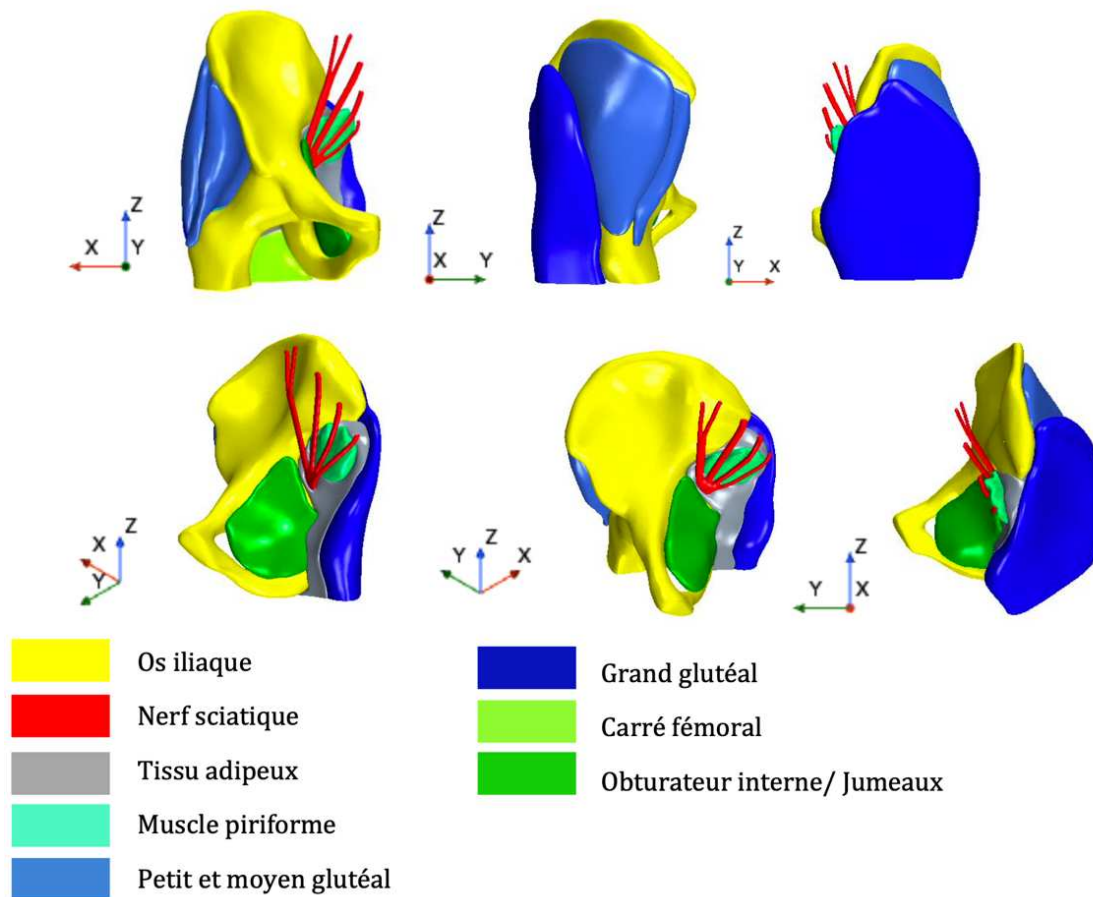 Z
X
Y
Z
X
Y
Z
Y
X
X
Z
Y
Y
Z
X
Z
Y
X
Os iliaque
Nerf sciatique
Tissu adipeux
Muscle piriforme
Petit et moyen glutéal
Grand glutéal
Carré fémoral
Obturateur interne/ Jumeaux